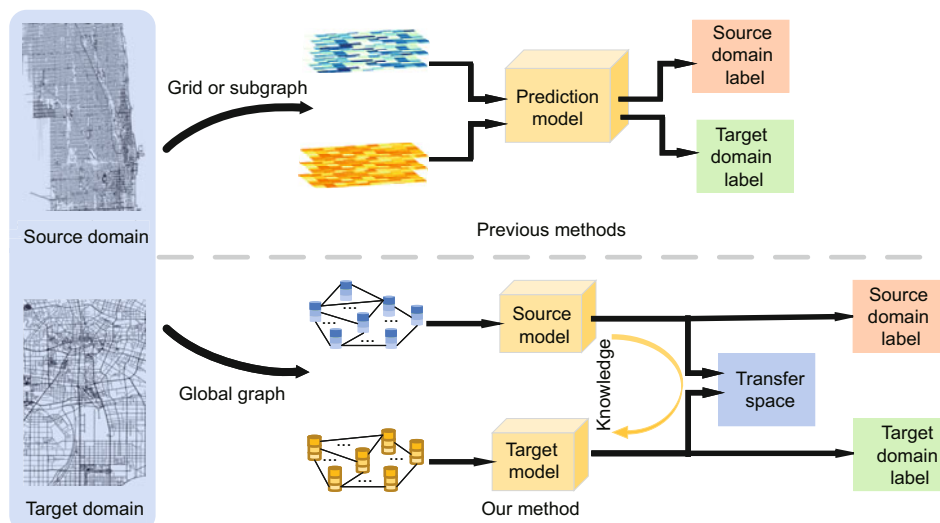 Source domain
Target domain
Grid or subgraph
Prediction
model
Source
domain
label
Target
domain
label
Previous methods
Global graph
...
...
...
Source
model
Knowledge
...
...
...
Target
model
Transfer
space
Source
domain
label
Target
domain
label
Our method